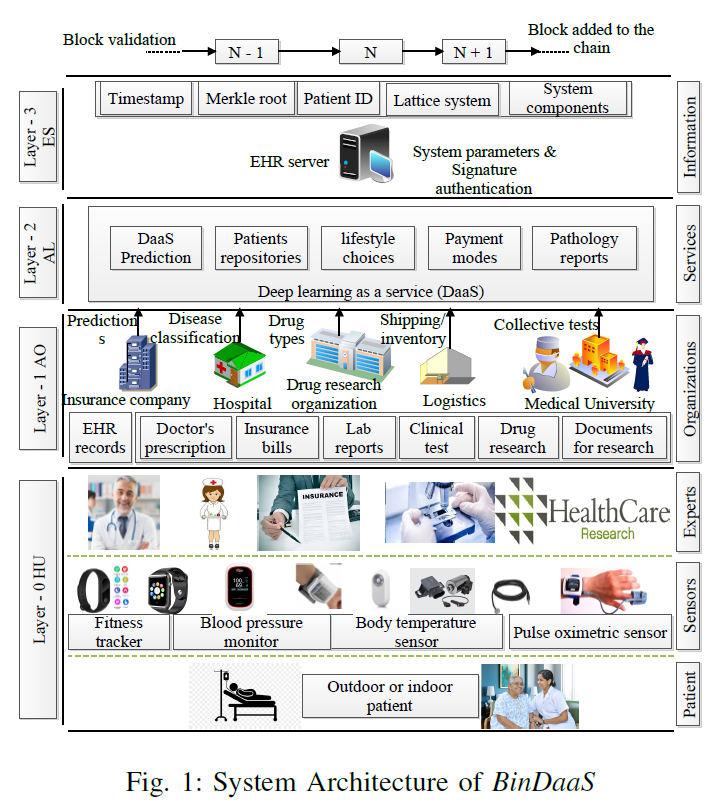 Block validation
N - 1
N
N + 1
Block added to the
chain
Layer - 3
ES
Timestamp
Merkle root
Patient ID
Lattice system
System
components
EHR server
System parameters &
Signature
authentication
Information
Layer - 2
AL
DaaS
Prediction
Patients
repositories
lifestyle
choices
Payment
modes
Pathology
reports
Deep learning as a service (DaaS)
Services
Layer - 1 AO
Prediction
s
Disease
classification
Drug
types
Shipping/
inventory
Collective tests
Insurance company
Hospital
Drug research
organization
Logistics
Medical University
EHR
records
Doctor's
prescription
Insurance
bills
Lab
reports
Clinical
test
Drug
research
Documents
for research
Organizations
Layer - 0 HU
INSURANCE
HealthCare
Research
Experts
Fitness
tracker
Blood pressure
monitor
Body temperature
sensor
Pulse oximetric sensor
Sensors
Outdoor or indoor
patient
Patient
Fig. 1: System Architecture of BinDaaS